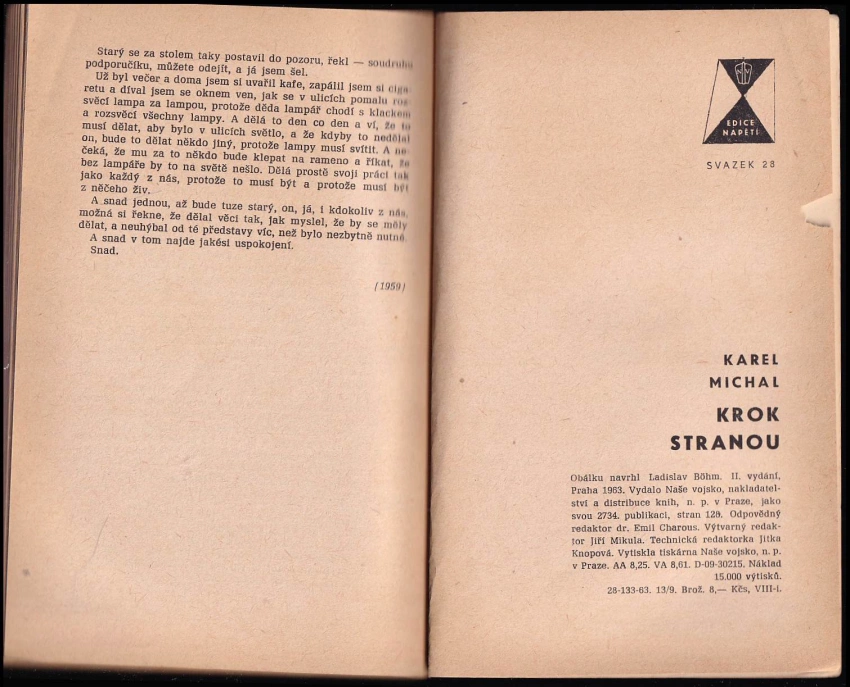 Starý se za stolem taky postavil do pozoru, řekl — soudruhu
podporučíku, můžete odejít, a já jsem šel.
Už byl večer a doma jsem si uvařil kafe, zapálil jsem si ciga-
retu a díval jsem se oknem ven, jak se v ulicích pomalu roz-
svěcí lampa za lampou, protože děda lampář chodí s klackem
a rozsvěcí všechny lampy. A dělá to den co den a ví, že to
musí dělat, aby bylo v ulicích světlo, a že kdyby to nedělal
on, bude to dělat někdo jiný, protože lampy musí svítit. A ne-
čeká, že mu za to někdo bude klepat na rameno a říkat, že
bez lampáře by to na světě nešlo. Dělá prostě svoji práci tak
jako každý z nás, protože to musí být a protože musí být
z něčeho živ.
A snad jednou, až bude tuze starý, on, já, i kdokoliv z nás,
možná si řekne, že dělal věci tak, jak myslel, že by se měly
dělat, a neuhýbal od té představy víc, než bylo nezbytně nutné.
A snad v tom najde jakési uspokojení.
Snad.
(1959)
EDICE
NAPĚTÍ
SVAZEK 28
KAREL
MICHAL
KROK
STRANOU
Obálku navrhl Ladislav Böhm. II. vydání,
Praha 1963. Vydalo Naše vojsko, nakladatel-
ství a distribuce knih, n. p. v Praze, jako
svou 2734. publikaci, stran 128. Odpovědný
redaktor dr. Emil Charous. Výtvarný redak-
tor Jiří Mikula. Technická redaktorka Jitka
Knopová. Vytiskla tiskárna Naše vojsko, n. p.
v Praze. AA 8,25. VA 8,61. D-09-30215. Náklad
15.000 výtisků.
28-133-63. 13/9. Brož. 8,— Kčs, VIII-i.